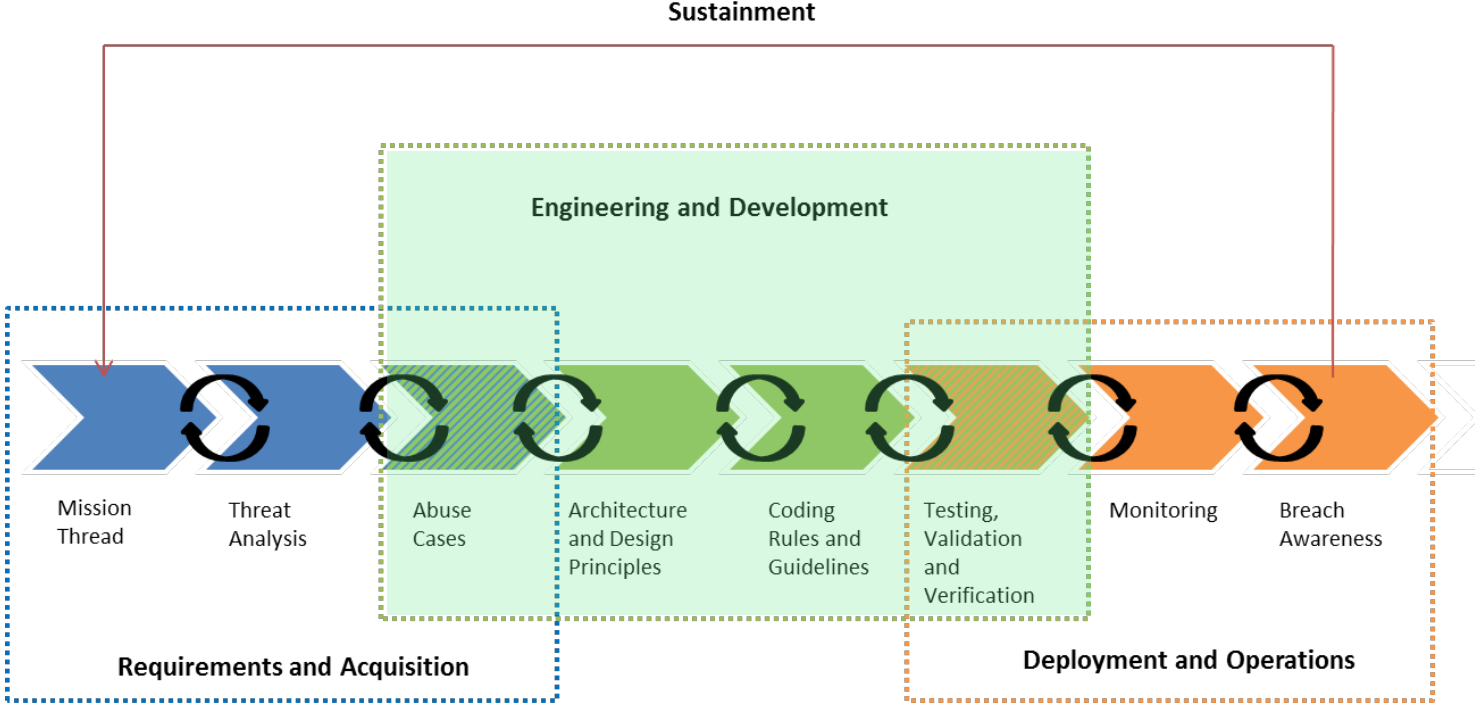 Sustainment
Engineering and Development
Mission
Thread
Threat
Analysis
Abuse
Cases
Architecture
and Design
Principles
Coding
Rules and
Guidelines
Testing,
Validation
and
Verification
Monitoring
Breach
Awareness
Requirements and Acquisition
Deployment and Operations